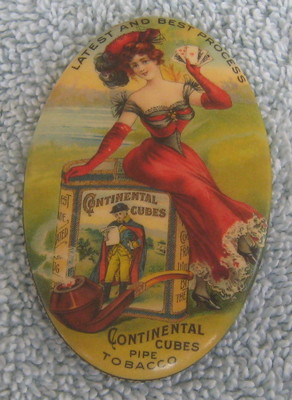 LATEST AND BEST PROCESS
CONTINENTAL
CUBES
CONTINENTAL
CUBES
PIPE
TOBACCO